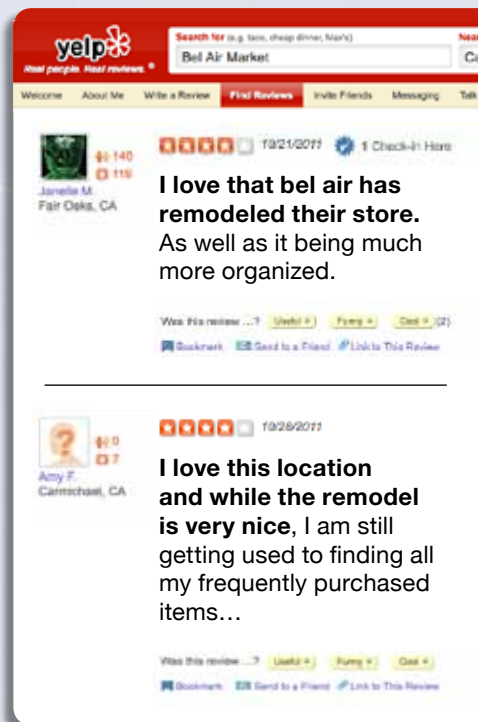 yelp
Real people. Real reviews.®
Search for (e.g. taco, cheap dinner, Max's)
Bel Air Market
Near
Ca
Welcome About Me Write a Review Find Reviews Invite Friends Messaging Talk
140
119
10/21/2011 1 Check-in Here
Janelle M.
Fair Oaks, CA
I love that bel air has
remodeled their store.
As well as it being much
more organized.
Was this review ...? Useful Funny Cool (2)
Bookmark Send to a Friend Link to This Review
0
7
10/28/2011
Amy F.
Carmichael, CA
I love this location
and while the remodel
is very nice, I am still
getting used to finding all
my frequently purchased
items…
Was this review ...? Useful Funny Cool
Bookmark Send to a Friend Link to This Review